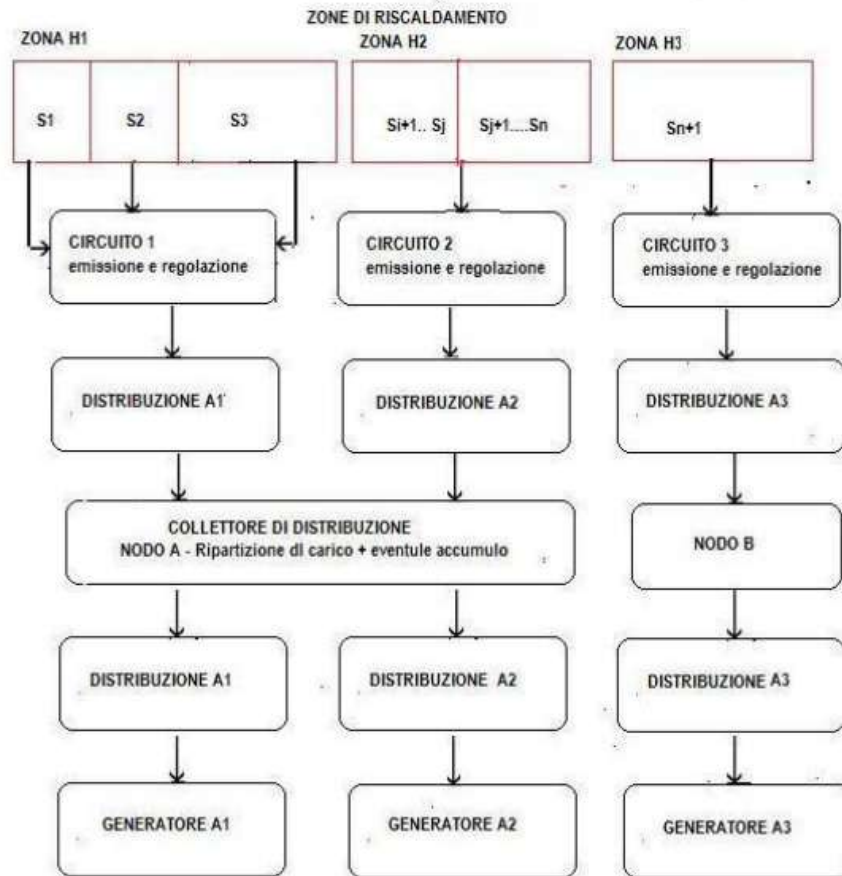 ZONE DI RISCALDAMENTO
ZONA H1
ZONA H2
ZONA H3
S1
S2
S3
Si+1.. Sj
Sj+1....Sn
Sn+1
CIRCUITO 1
emissione e regolazione
CIRCUITO 2
emissione e regolazione
CIRCUITO 3
emissione e regolazione
DISTRIBUZIONE A1
DISTRIBUZIONE A2
DISTRIBUZIONE A3
COLLETTORE DI DISTRIBUZIONE
NODO A - Ripartizione di carico + eventule accumulo
NODO B
DISTRIBUZIONE A1
DISTRIBUZIONE A2
DISTRIBUZIONE A3
GENERATORE A1
GENERATORE A2
GENERATORE A3